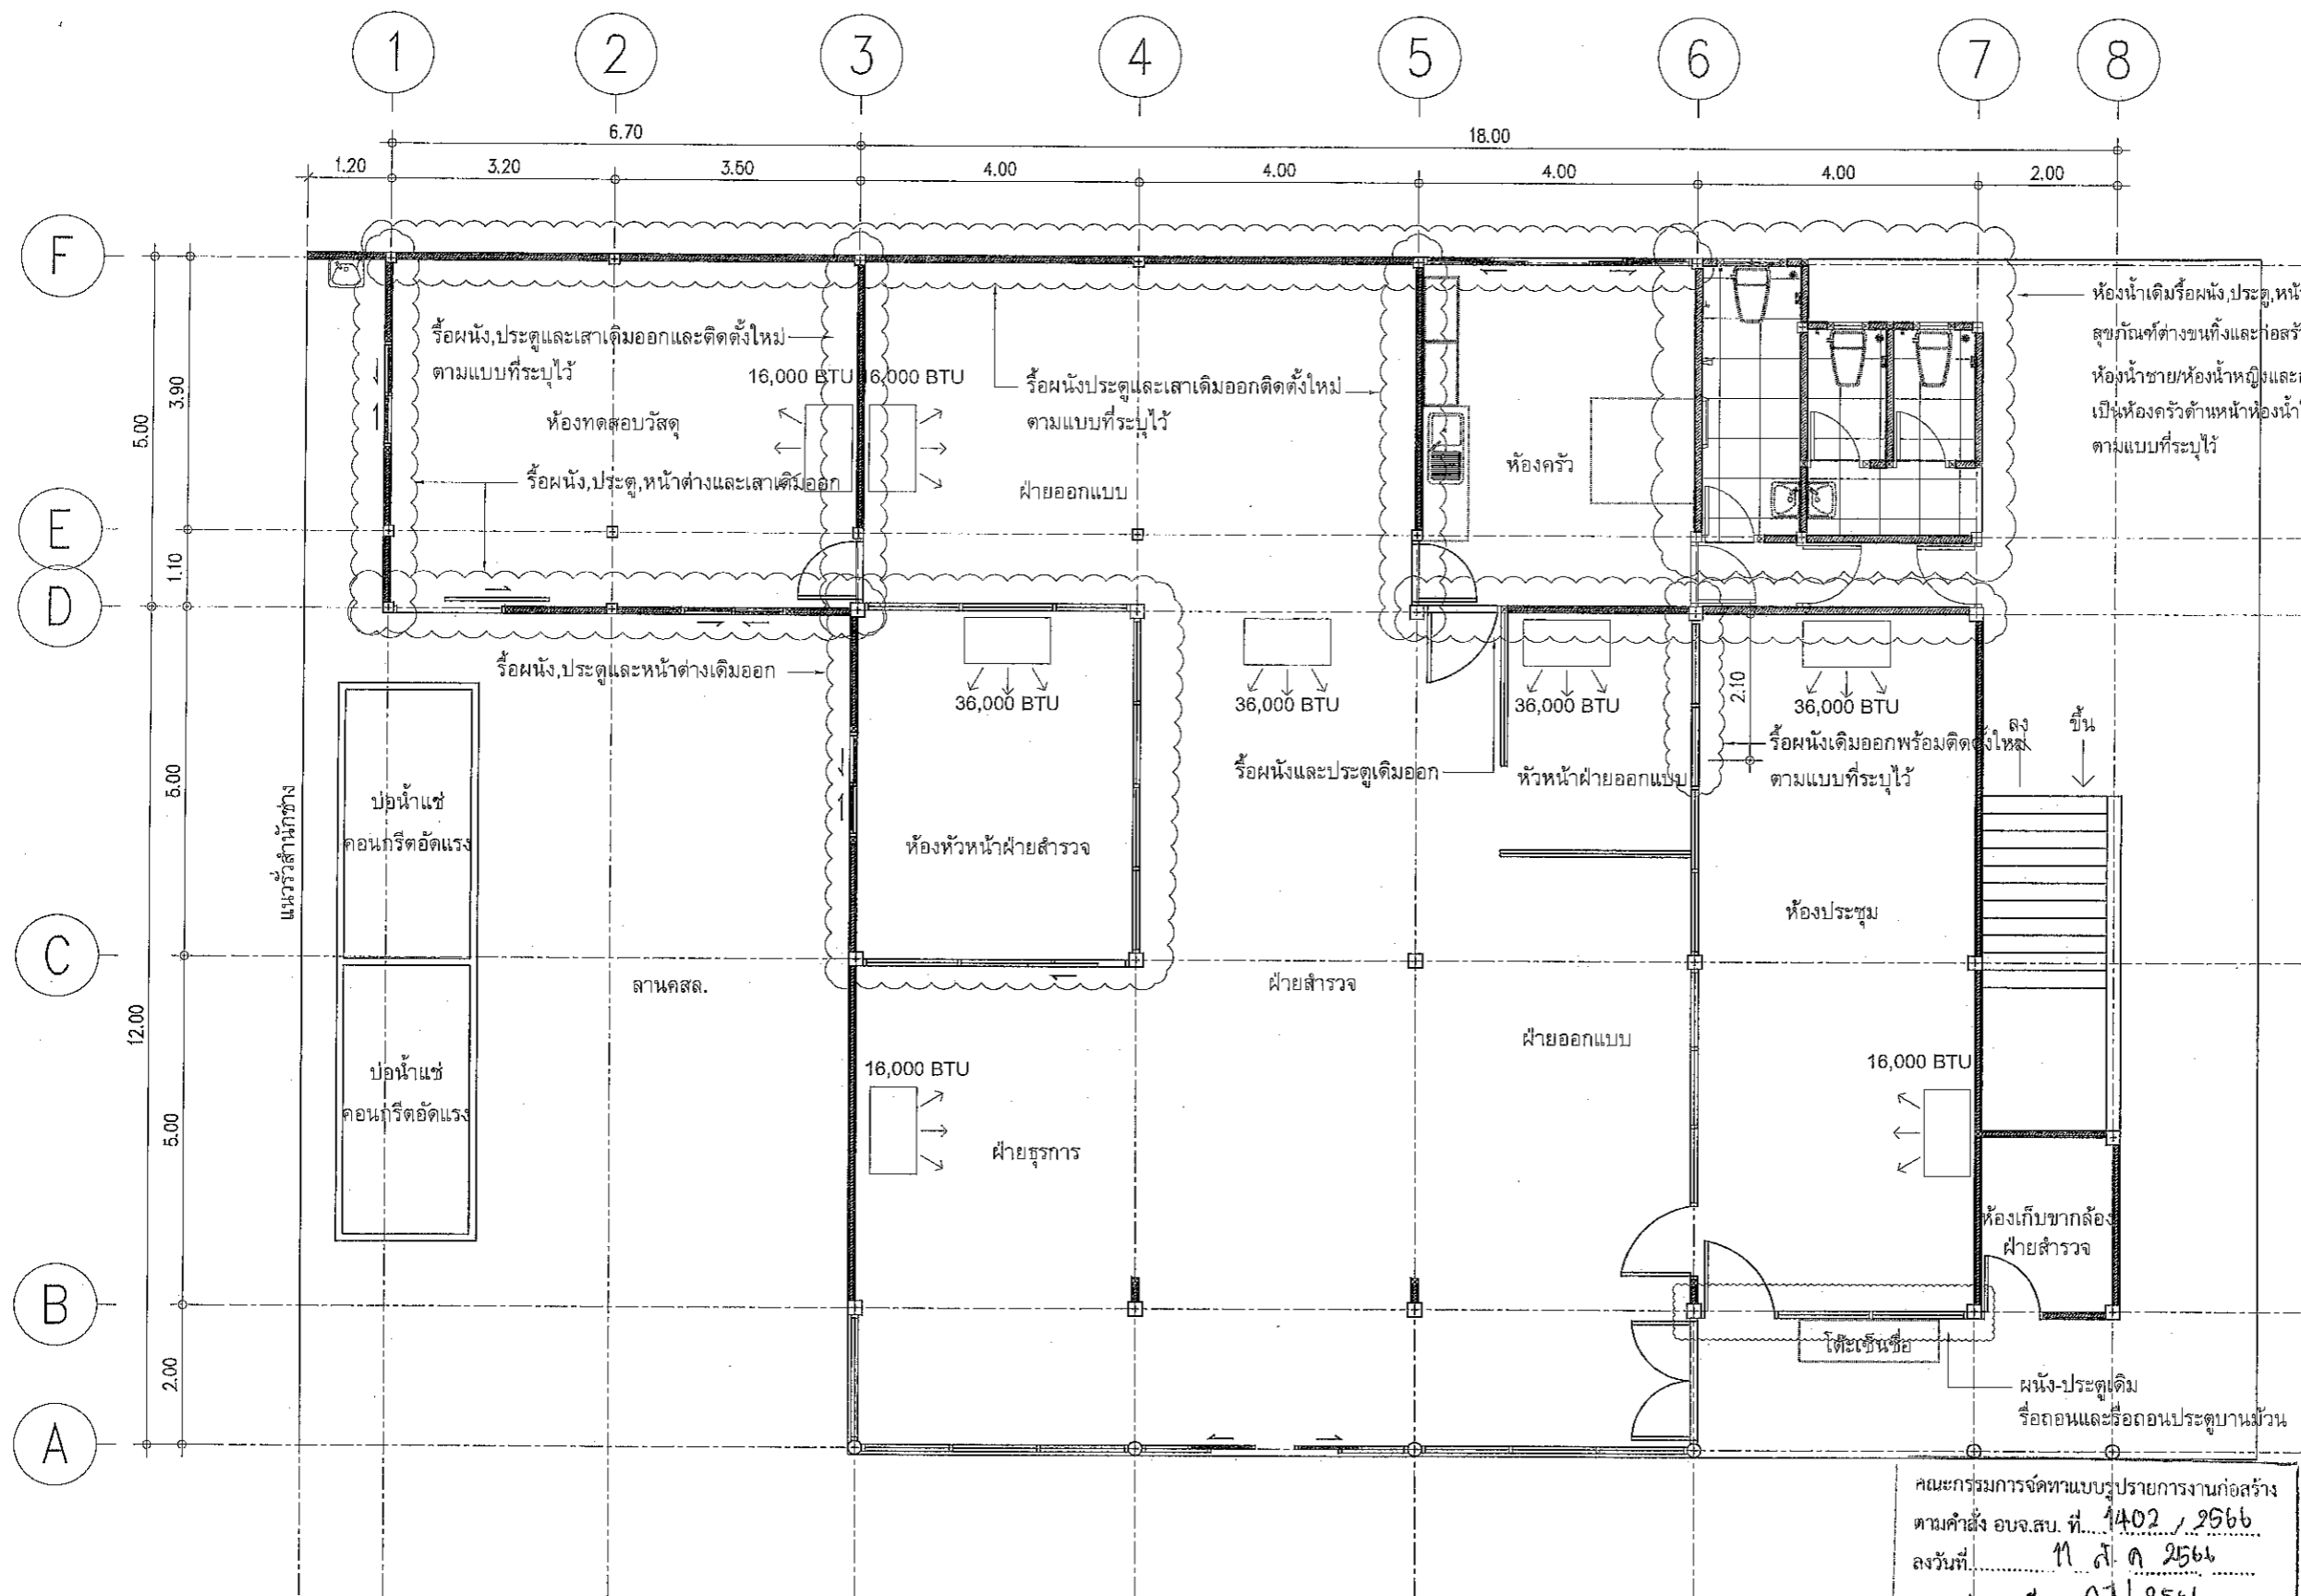 1 2 3 4 5 6 7 8
6.70 18.00
1.20 3.20 3.50 4.00 4.00 4.00 4.00 2.00
F
E
D
C
B
A
5.00
3.90
1.10
12.00
5.00
5.00
2.00
รื้อผนัง,ประตูและเสาเดิมออกและติดตั้งใหม่
ตามแบบที่ระบุไว้
16,000 BTU
16,000 BTU
ห้องทดสอบวัสดุ
รื้อผนัง,ประตู,หน้าต่างและเสาเดิมออก
รื้อผนังประตูและเสาเดิมออกติดตั้งใหม่
ตามแบบที่ระบุไว้
ฝ่ายออกแบบ
ห้องครัว
ห้องน้ำเดิมรื้อผนัง,ประตู,หน้
สุขภัณฑ์ต่างขนทิ้งและก่อสร้
ห้องน้ำชาย/ห้องน้ำหญิงและ
เป็นห้องครัวด้านหน้าห้องน้ำ
ตามแบบที่ระบุไว้
รื้อผนัง,ประตูและหน้าต่างเดิมออก
36,000 BTU
36,000 BTU
36,000 BTU
36,000 BTU
2.10
รื้อผนังเดิมออกพร้อมติดตั้งใหม่
ตามแบบที่ระบุไว้
ลง
ขึ้น
รื้อผนังและประตูเดิมออก
หัวหน้าฝ่ายออกแบบ
แนวรั้วสำนักช่าง
บ่อน้ำแช่
คอนกรีตอัดแรง
ห้องหัวหน้าฝ่ายสำรวจ
ห้องประชุม
ลานคสล.
ฝ่ายสำรวจ
ฝ่ายออกแบบ
บ่อน้ำแช่
คอนกรีตอัดแรง
16,000 BTU
16,000 BTU
ฝ่ายธุรการ
ห้องเก็บขากล้อง
ฝ่ายสำรวจ
โต๊ะเซ็นชื่อ
ผนัง-ประตูเดิม
รื่อถอนและรื่อถอนประตูบานม้วน
คณะกรรมการจัดทำแบบรูปรายการงานก่อสร้าง
ตามคำสั่ง อบจ.สบ. ที่ 1402 / 2566
ลงวันที่ 11 ส.ค 2566